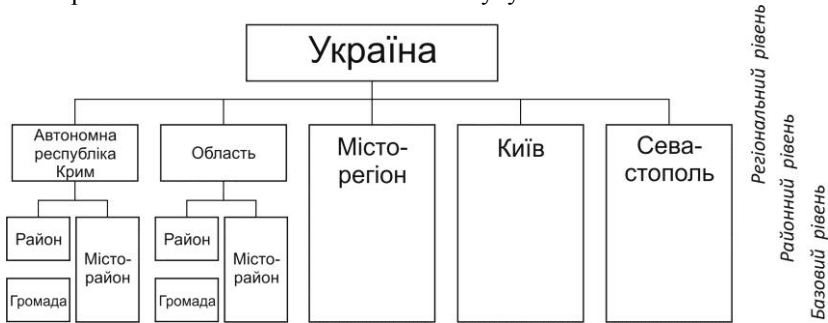 Україна
Автономна
республіка
Крим
Область
Місто-
регіон
Київ
Сева-
стополь
Район
Місто-
район
Громада
Район
Місто-
район
Громада
Регіональний рівень
Районний рівень
Базовий рівень